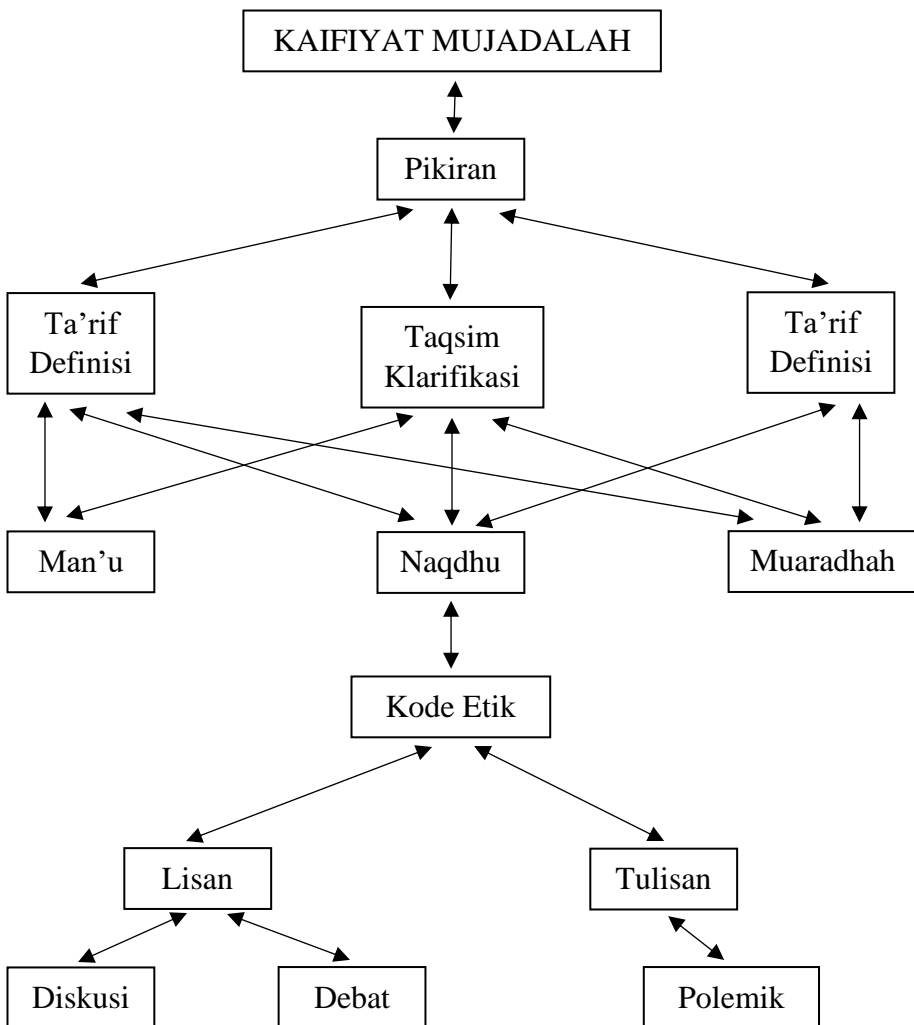 KAIFIYAT MUJADALAH
Pikiran
Ta’rif
Definisi
Taqsim
Klarifikasi
Ta’rif
Definisi
Man’u
Naqdhu
Muaradhah
Kode Etik
Lisan
Tulisan
Diskusi
Debat
Polemik